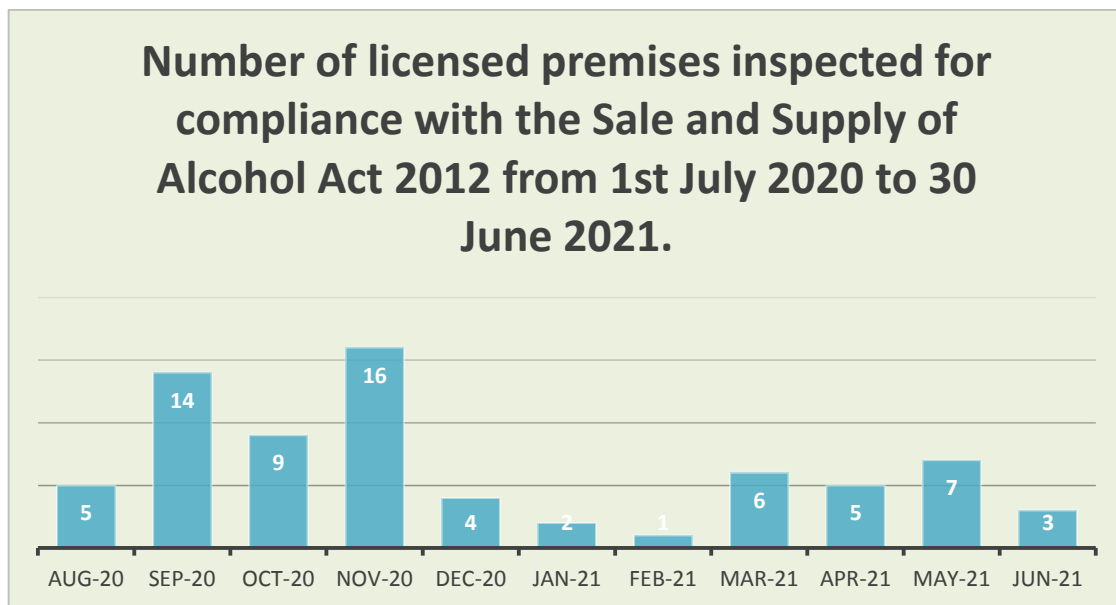 Number of licensed premises inspected for
compliance with the Sale and Supply of
Alcohol Act 2012 from 1st July 2020 to 30
June 2021.
5
14
9
16
4
2
1
6
5
7
3
AUG-20 SEP-20 OCT-20 NOV-20 DEC-20 JAN-21 FEB-21 MAR-21 APR-21 MAY-21 JUN-21